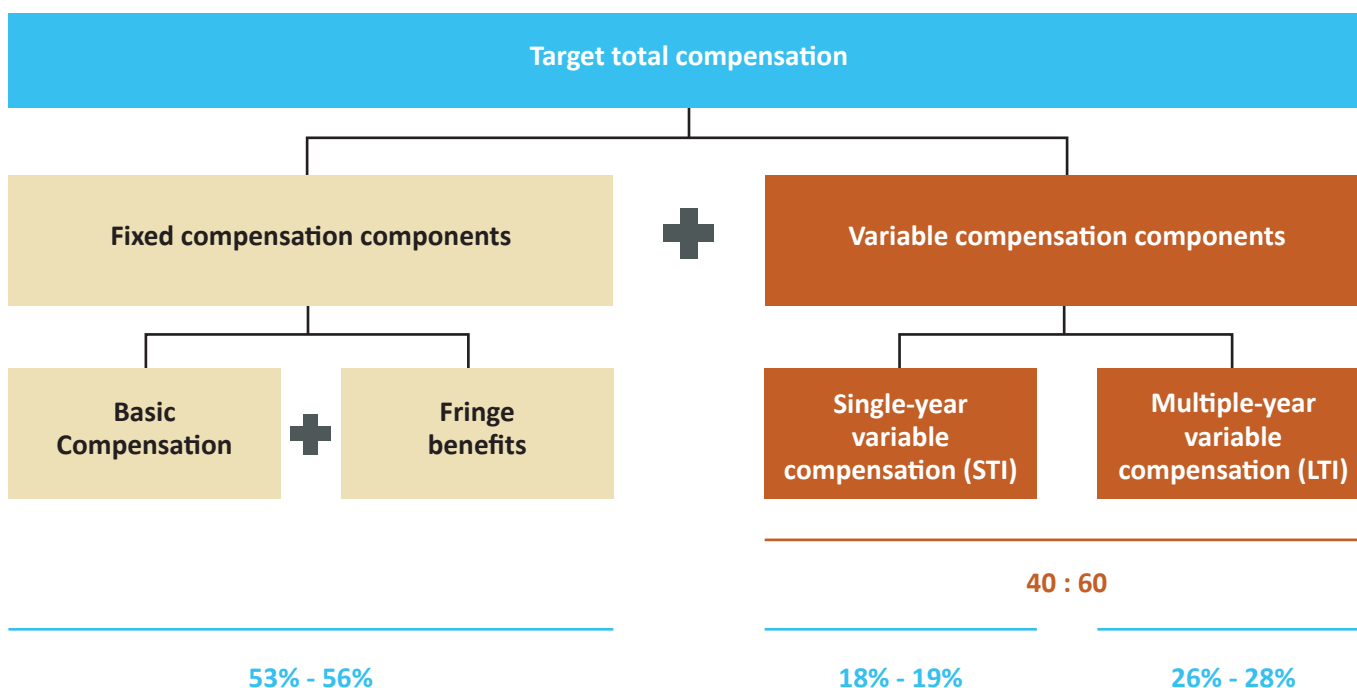 Target total compensation
Fixed compensation components
Variable compensation components
Basic
Compensation
Fringe
benefits
Single-year
variable
compensation (STI)
Multiple-year
variable
compensation (LTI)
40 : 60
53% - 56%
18% - 19%
26% - 28%